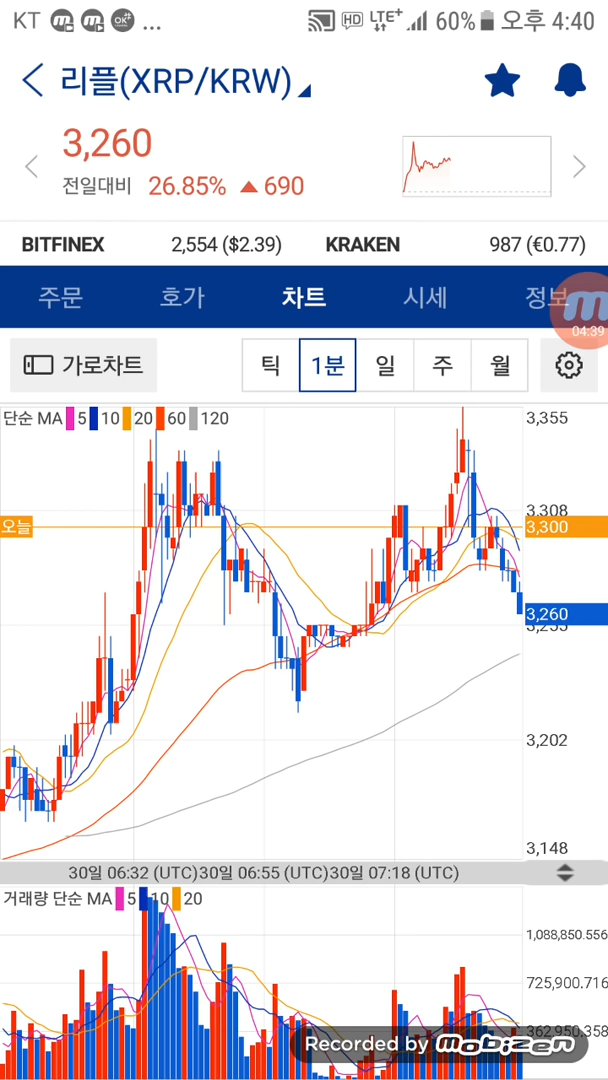 KT OK ... HD LTE+ 60% 오후 4:40
리플(XRP/KRW)
3,260
전일대비 26.85% ▲ 690
BITFINEX 2,554 ($2.39) KRAKEN 987 (€0.77)
주문 호가 차트 시세 정보
04:39
가로차트 틱 1분 일 주 월
단순 MA 5 10 20 60 120
3,355
3,308
오늘 3,300
3,260
3,255
3,202
3,148
30일 06:32 (UTC)30일 06:55 (UTC)30일 07:18 (UTC)
거래량 단순 MA 5 10 20
1,088,850.556
725,900.716
362,950.358
Recorded by mobizen